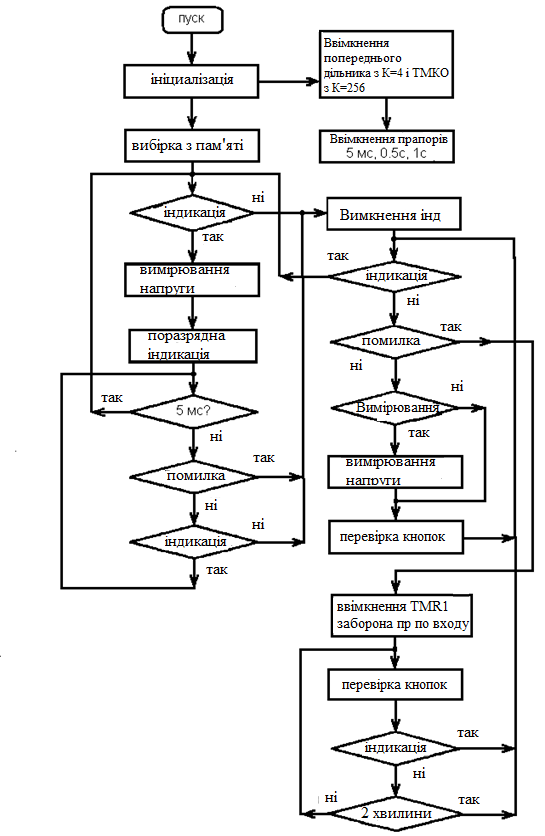 пуск
ініциалізація
Ввімкнення
попереднього
дільника з K=4 і ТМКО
з K=256
вибірка з пам'яті
Ввімкнення прапорів
5 мс, 0.5с, 1с
індикація
ні
так
Вимкнення інд
вимірювання
напруги
так
індикація
ні
поразрядна
індикація
помилка
так
ні
5 мс?
так
ні
Вимірювання
ні
так
помилка
так
ні
вимірювання
напруги
індикація
ні
так
перевірка кнопок
ввімкнення TMR1
заборона пр по входу
перевірка кнопок
індикація
так
ні
2 хвилини
ні
так